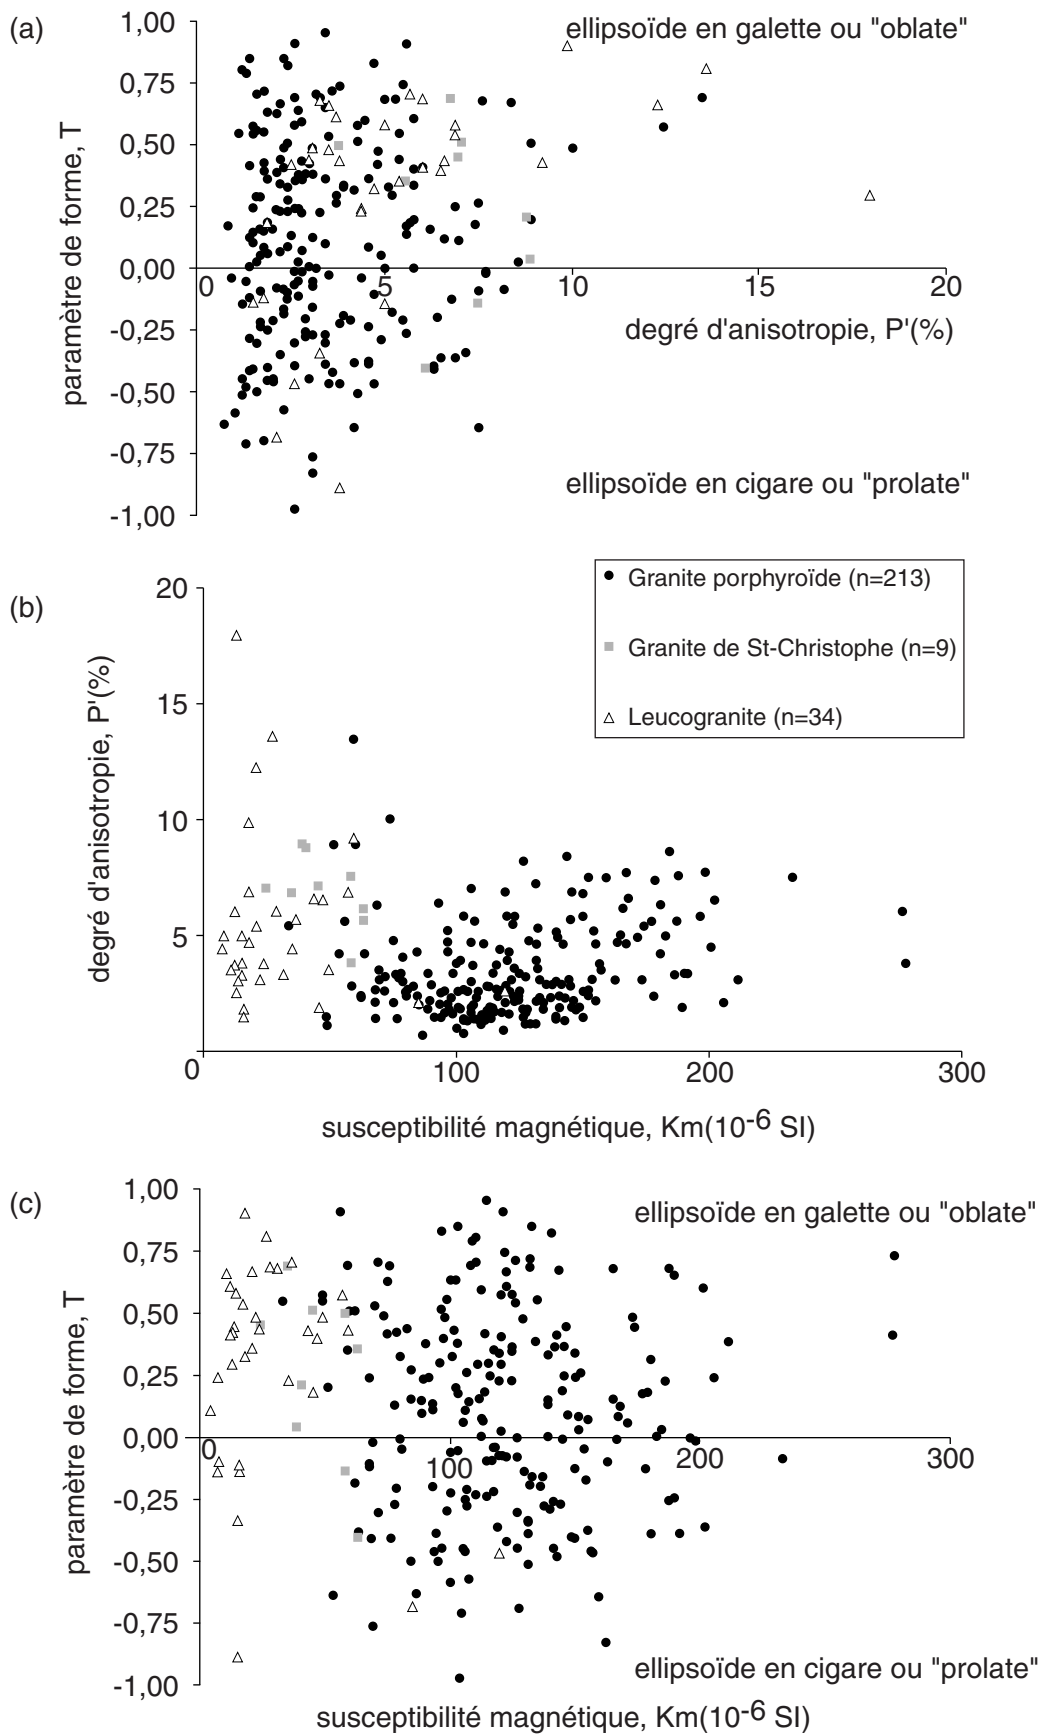 (a)
1,00
ellipsoïde en galette ou "oblate"
0,75
0,50
0,25
0,00
0
5
10
15
20
-0,25
degré d'anisotropie, P'(%)
-0,50
-0,75
ellipsoïde en cigare ou "prolate"
-1,00
paramètre de forme, T
(b)
20
Granite porphyroïde (n=213)
Granite de St-Christophe (n=9)
Leucogranite (n=34)
15
10
5
0
100
200
300
degré d'anisotropie, P'(%)
susceptibilité magnétique, Km(10-6 SI)
(c)
1,00
ellipsoïde en galette ou "oblate"
0,75
0,50
0,25
0,00
0
100
200
300
-0,25
-0,50
-0,75
ellipsoïde en cigare ou "prolate"
-1,00
paramètre de forme, T
susceptibilité magnétique, Km(10-6 SI)